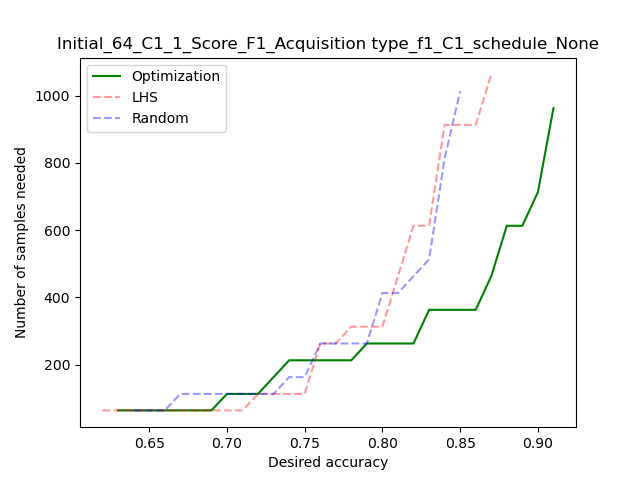 Initial_64_C1_1_Score_F1_Acquisition type_f1_C1_schedule_None
Optimization
LHS
Random
Number of samples needed
1000
800
600
400
200
0.65 0.70 0.75 0.80 0.85 0.90
Desired accuracy